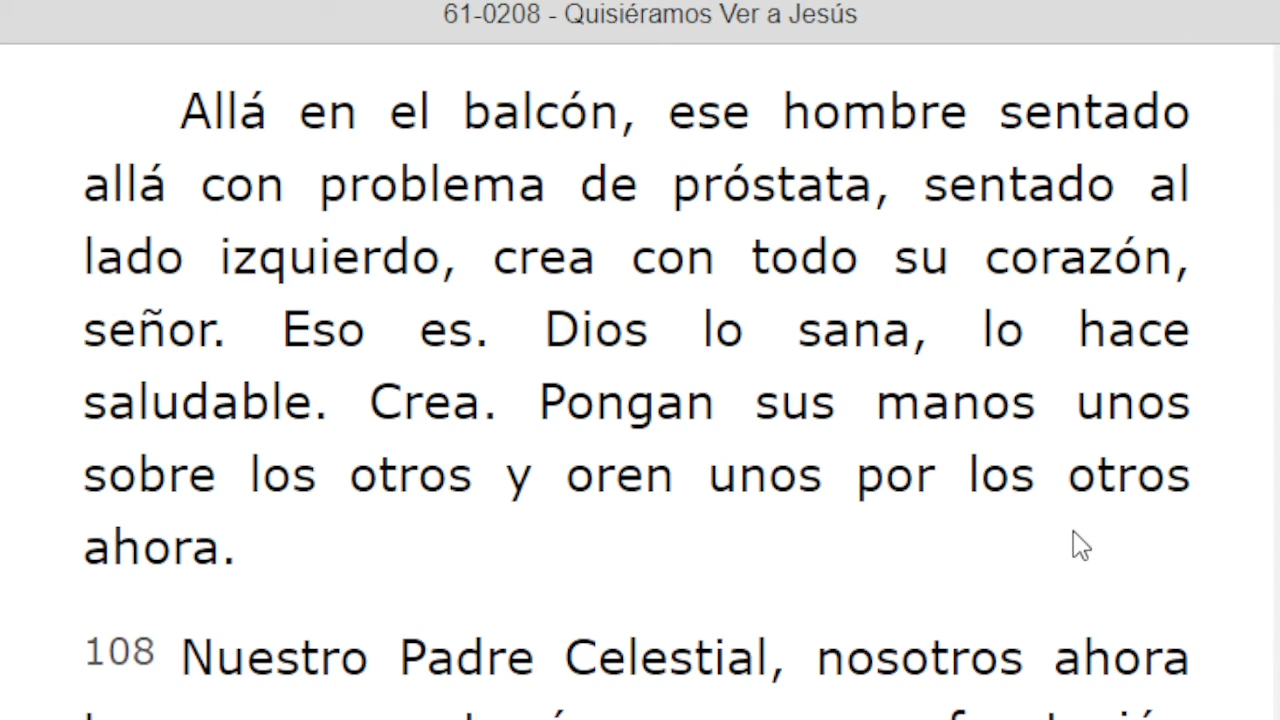 61-0208 - Quisiéramos Ver a Jesús
Allá en el balcón, ese hombre sentado
allá con problema de próstata, sentado al
lado izquierdo, crea con todo su corazón,
señor. Eso es. Dios lo sana, lo hace
saludable. Crea. Pongan sus manos unos
sobre los otros y oren unos por los otros
ahora.
108 Nuestro Padre Celestial, nosotros ahora